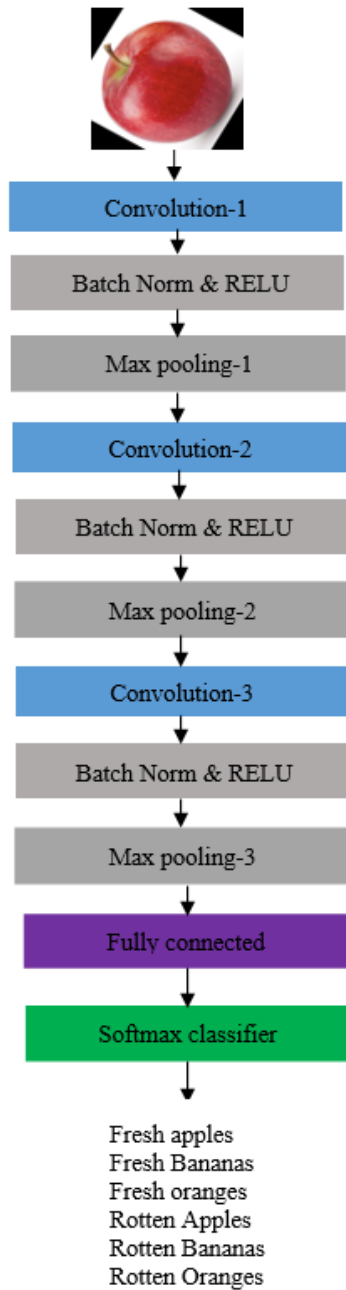 Convolution-1
Batch Norm & RELU
Max pooling-1
Convolution-2
Batch Norm & RELU
Max pooling-2
Convolution-3
Batch Norm & RELU
Max pooling-3
Fully connected
Softmax classifier
Fresh apples
Fresh Bananas
Fresh oranges
Rotten Apples
Rotten Bananas
Rotten Oranges